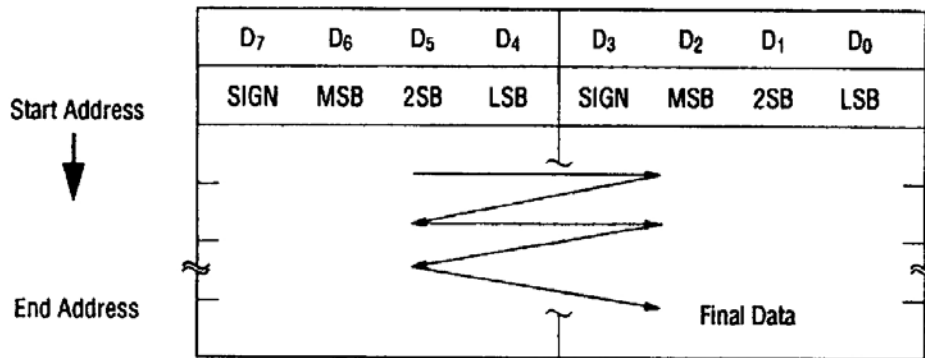 D7 D6 D5 D4 D3 D2 D1 D0
SIGN MSB 2SB LSB SIGN MSB 2SB LSB
Start Address
End Address
Final Data